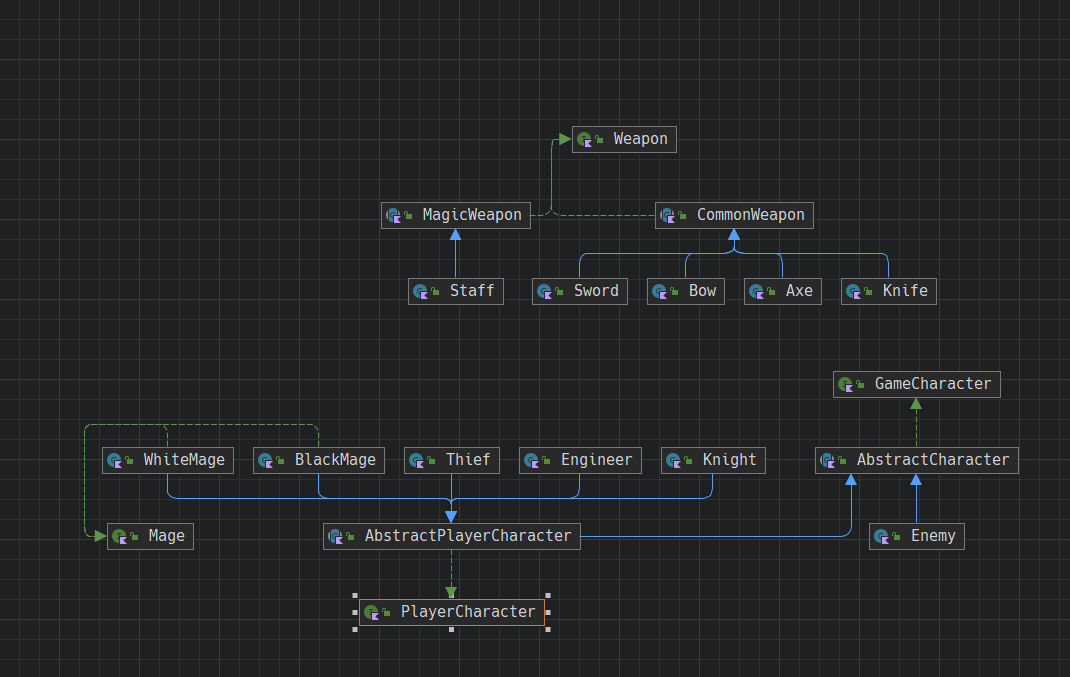 Weapon
MagicWeapon
CommonWeapon
Staff
Sword
Bow
Axe
Knife
GameCharacter
WhiteMage
BlackMage
Thief
Engineer
Knight
AbstractCharacter
Mage
AbstractPlayerCharacter
Enemy
PlayerCharacter